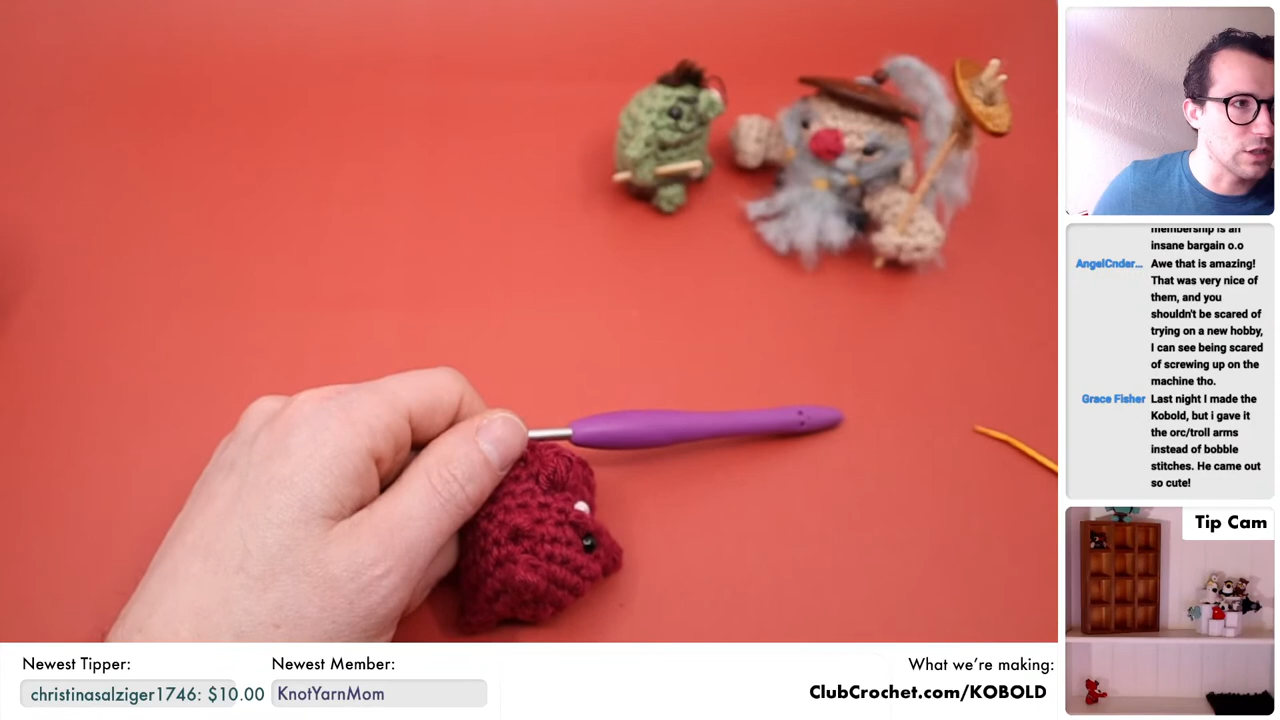 membership is an
insane bargain o.o
AngelCnder... Awe that is amazing!
That was very nice of
them, and you
shouldn't be scared of
trying on a new hobby,
I can see being scared
of screwing up on the
machine tho.
Grace Fisher Last night I made the
Kobold, but i gave it
the orc/troll arms
instead of bobble
stitches. He came out
so cute!
Tip Cam
Newest Tipper:
christinasalziger1746: $10.00
Newest Member:
KnotYarnMom
What we're making:
ClubCrochet.com/KOBOLD